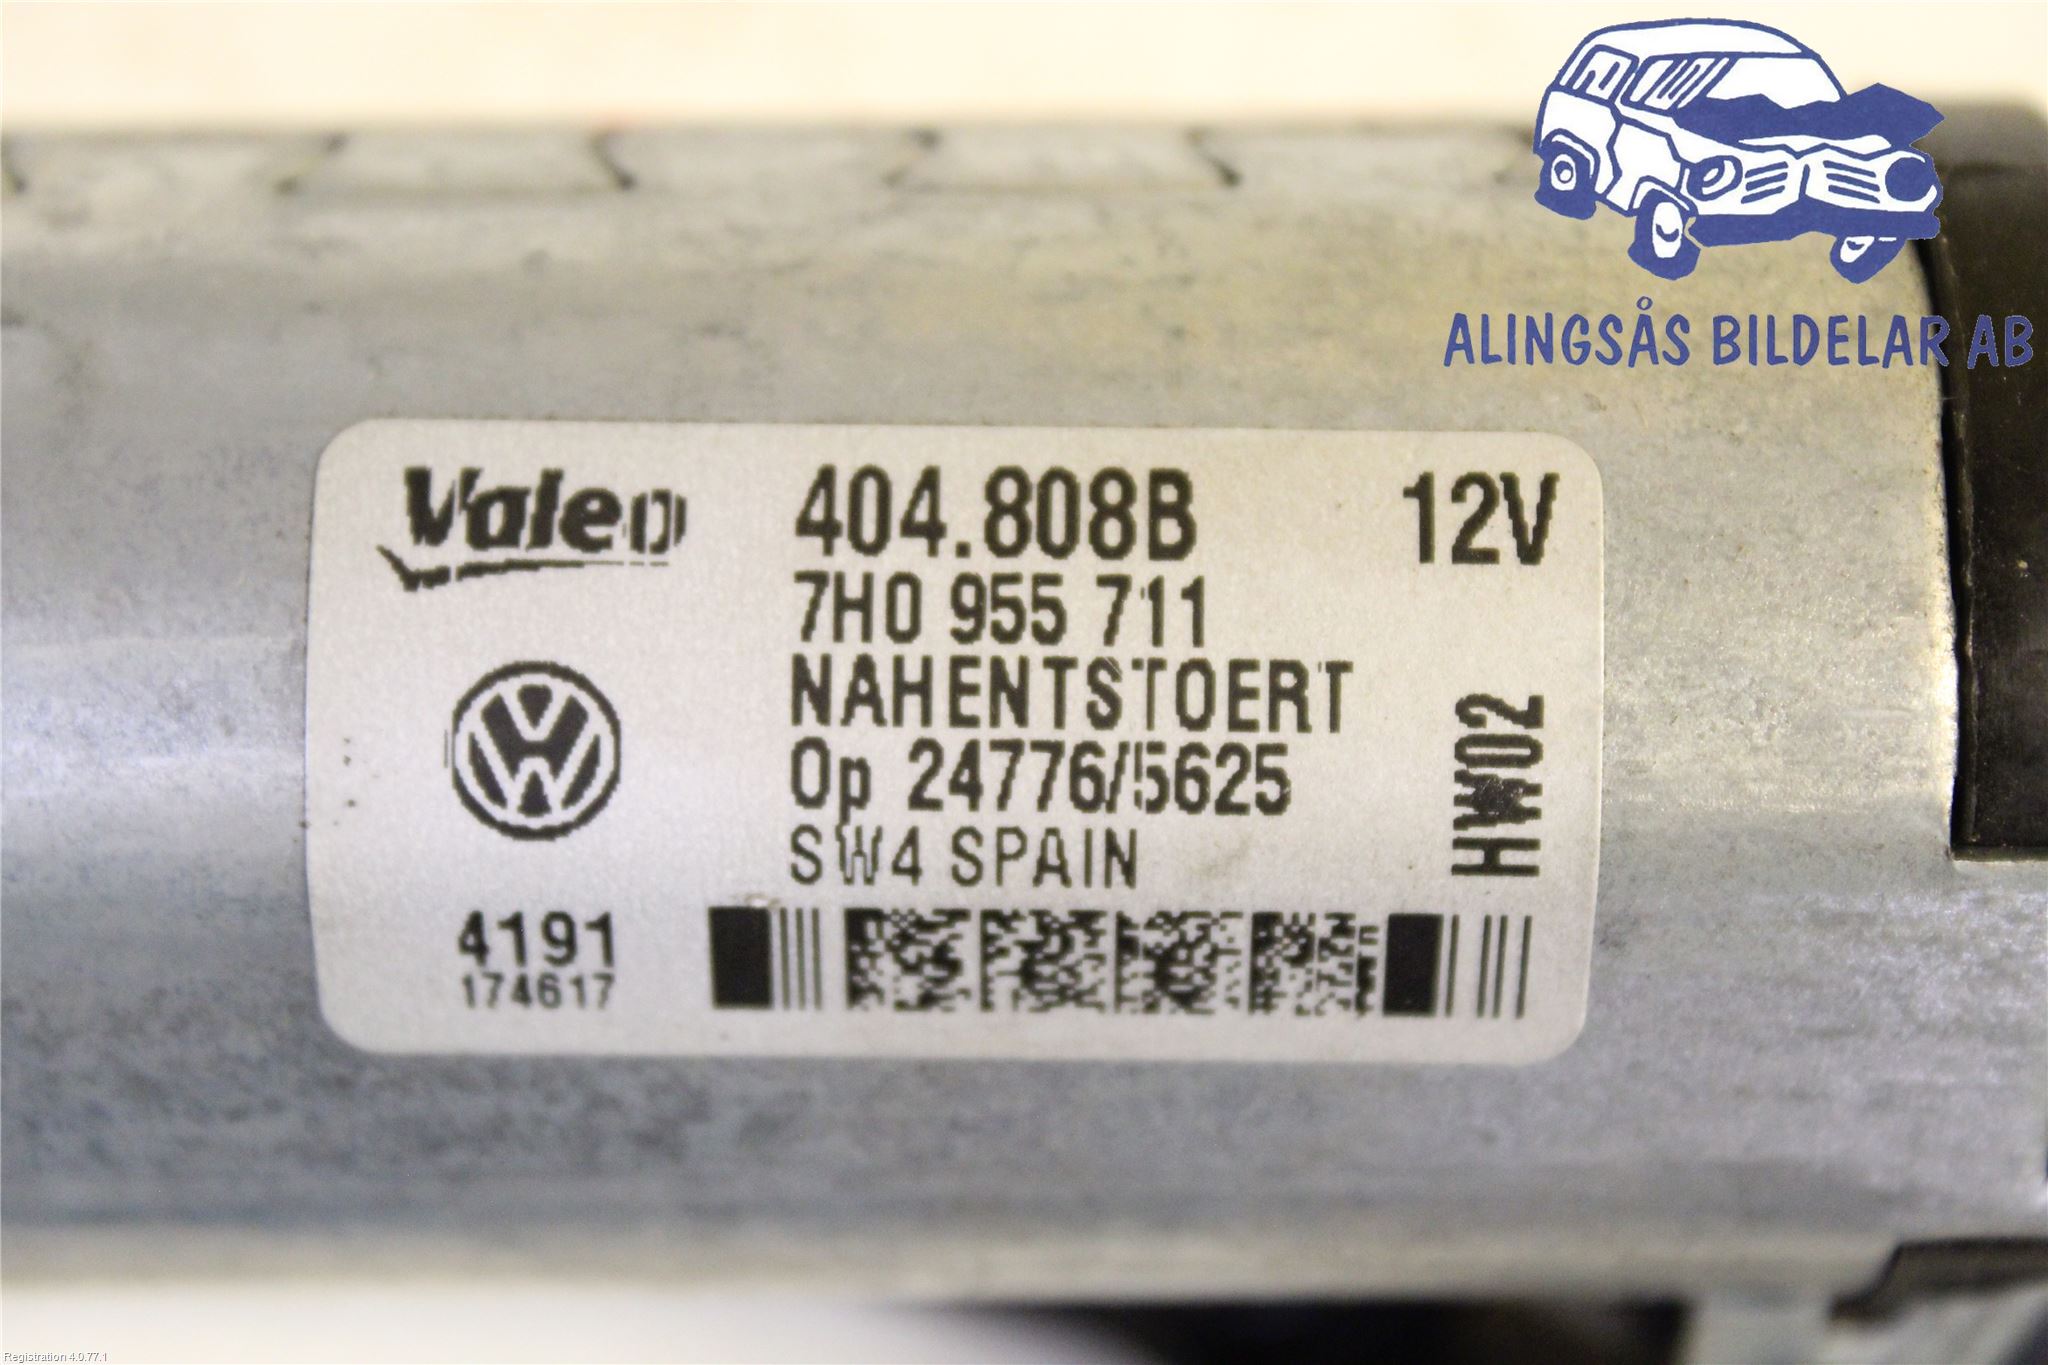 ALINGSÅS BILDELAR AB
Valeo
404.808B
12V
7H0 955 711
NAHENTSTOERT
Op 24776/5625
SW4 SPAIN
HW02
4191
174617
Registration 4.0.77.1